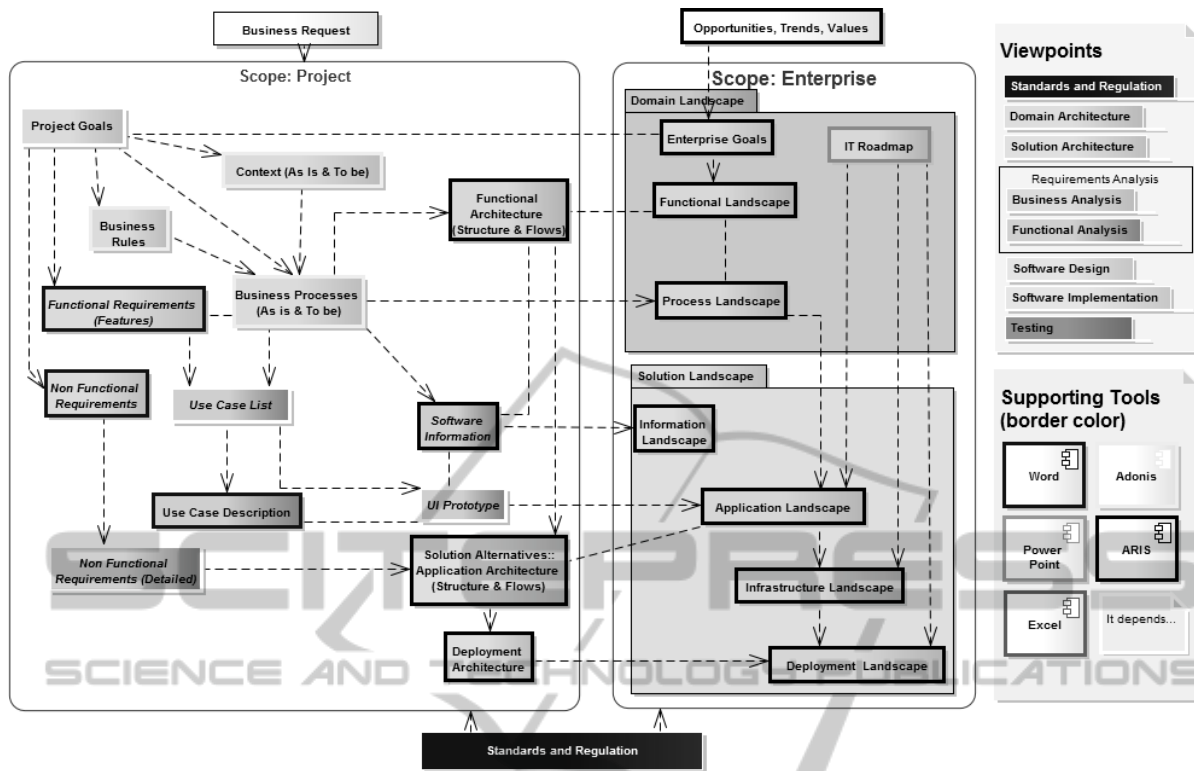 Business Request
Opportunities, Trends, Values
Scope: Project
Project Goals
Context (As Is & To be)
Business
Rules
Functional
Architecture
(Structure & Flows)
Functional Requirements
(Features)
Business Processes
(As is & To be)
Non Functional
Requirements
Use Case List
Software
Information
Use Case Description
UI Prototype
Non Functional
Requirements (Detailed)
Solution Alternatives::
Application Architecture
(Structure & Flows)
Deployment
Architecture
Scope: Enterprise
Domain Landscape
Enterprise Goals
IT Roadmap
Functional Landscape
Process Landscape
Solution Landscape
Information
Landscape
Application Landscape
Infrastructure Landscape
Deployment Landscape
Standards and Regulation
Viewpoints
Standards and Regulation
Domain Architecture
Solution Architecture
Requirements Analysis
Business Analysis
Functional Analysis
Software Design
Software Implementation
Testing
Supporting Tools
(border color)
Word
Adonis
Power
Point
ARIS
Excel
It depends...
SCITEPRESS
SCIENCE AND TECHNOLOGY PUBLICATIONS